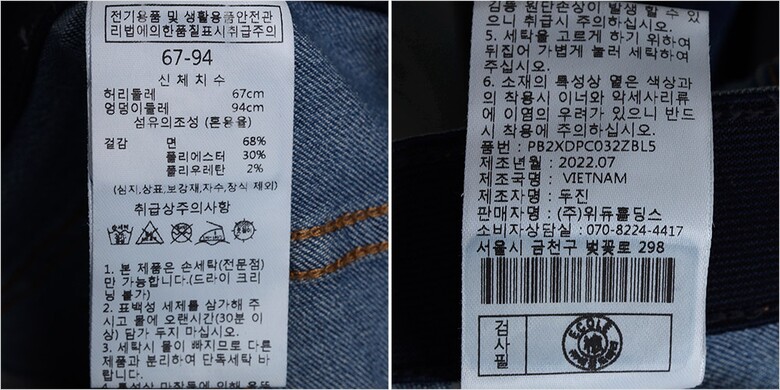 전기용품 및 생활용품안전관
리법에의한품질표시취급주의
67-94
신체치수
허리둘레 67cm
엉덩이둘레 94cm
섬유의조성 (혼용율)
겉감 면 68%
폴리에스터 30%
폴리우레탄 2%
(심지,상표,보강재,자수,장식 제외)
취급상주의사항
1. 본 제품은 손세탁(전문점)
만 가능합니다.(드라이 크리
닝 불가)
2. 표백성 세제를 삼가해 주
시고 물에 오랜시간(30분 이
상) 담가 두지 마십시오.
3. 세탁시 물이 빠지므로 다른
제품과 분리하여 단독세탁 바
랍니다.
4. 특성상 마찰등에 의해 올뜯
김등 원단손상이 발생할 수 있
으니 취급시 주의하십시오.
5. 세탁을 고르게 하기 위하여
뒤집어 가볍게 눌러 세탁하여
주십시오.
6. 소재의 특성상 옅은 색상과
의 착용시 이너와 악세사리류
에 이염의 우려가 있으니 반드
시 착용에 주의하십시오.
품번 : PB2XDPC032ZBL5
제조년월 : 2022.07
제조국명 : VIETNAM
제조자명 : 두진
판매자명 : (주)위듀홀딩스
소비자상담실 : 070-8224-4417
서울시 금천구 벚꽃로 298
검사필
ECOLE